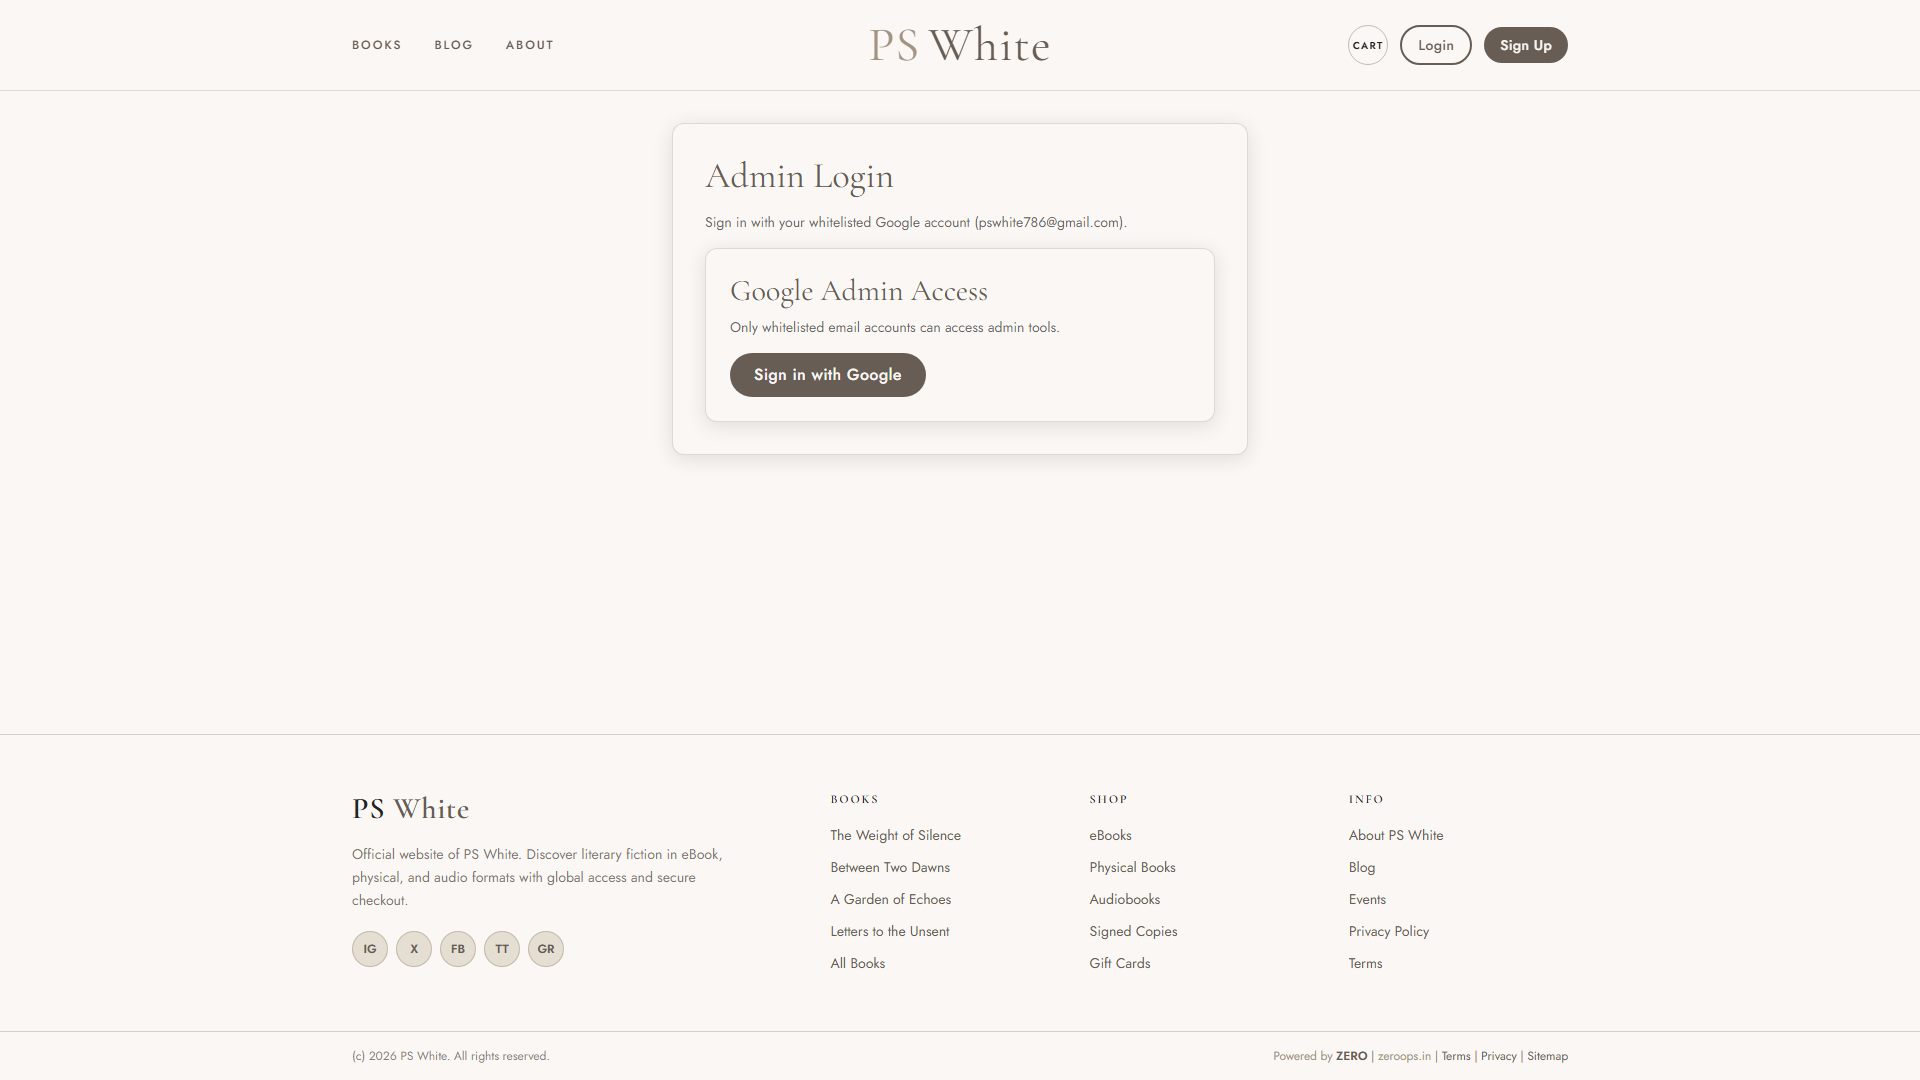 BOOKS BLOG ABOUT
PS White
CART Login Sign Up
Admin Login
Sign in with your whitelisted Google account (pswhite786@gmail.com).
Google Admin Access
Only whitelisted email accounts can access admin tools.
Sign in with Google
PS White
Official website of PS White. Discover literary fiction in eBook,
physical, and audio formats with global access and secure
checkout.
IG X FB TT GR
BOOKS
The Weight of Silence
Between Two Dawns
A Garden of Echoes
Letters to the Unsent
All Books
SHOP
eBooks
Physical Books
Audiobooks
Signed Copies
Gift Cards
INFO
About PS White
Blog
Events
Privacy Policy
Terms
(c) 2026 PS White. All rights reserved.
Powered by ZERO | zeroops.in | Terms | Privacy | Sitemap